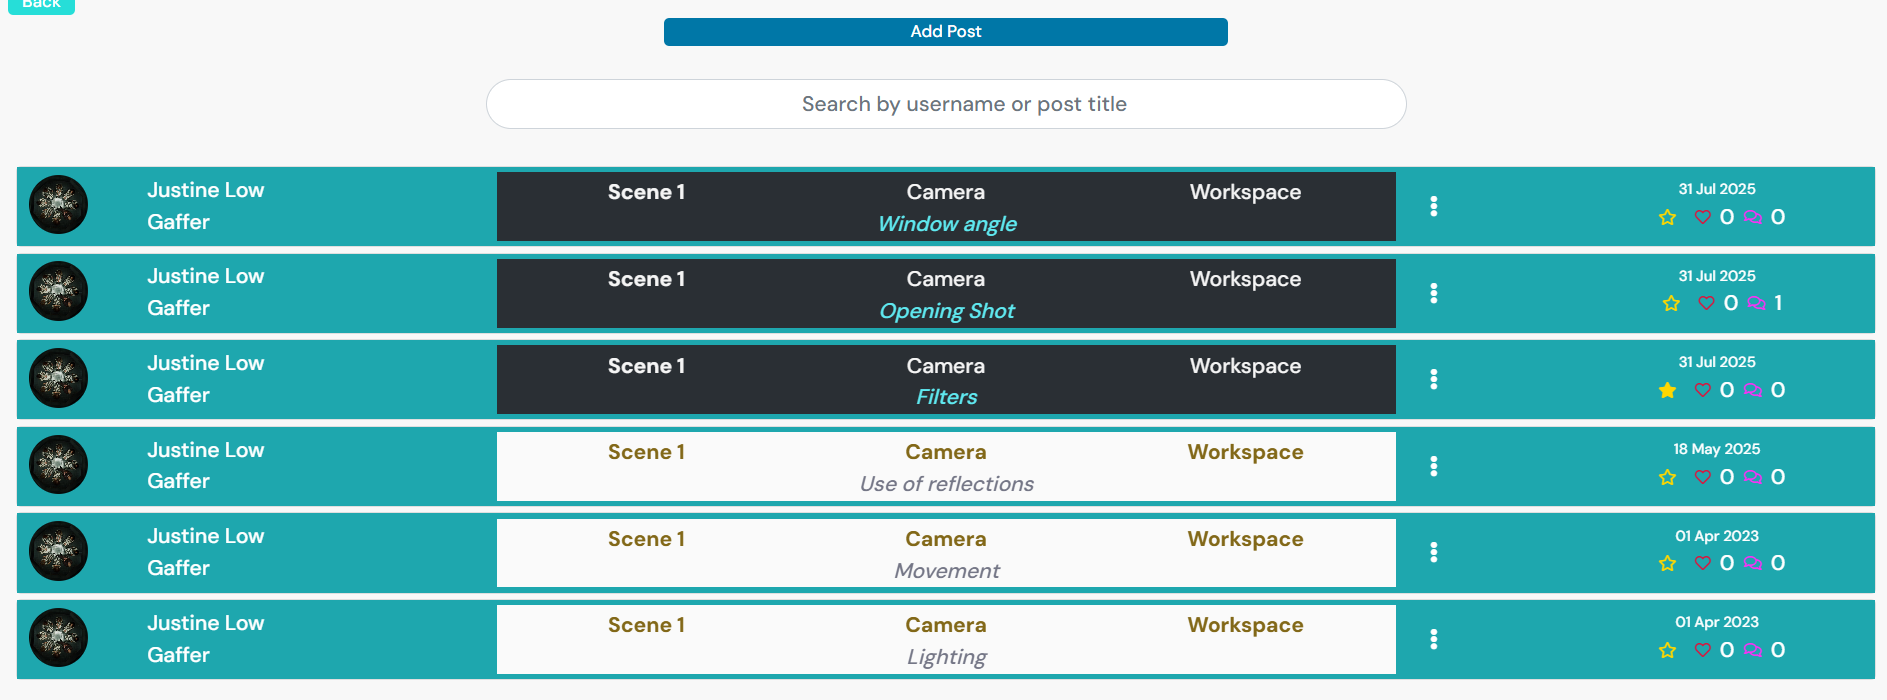 Back
Add Post
Search by username or post title
Justine Low
Gaffer
Scene 1 Camera Workspace
Window angle
31 Jul 2025
0 0
Justine Low
Gaffer
Scene 1 Camera Workspace
Opening Shot
31 Jul 2025
0 1
Justine Low
Gaffer
Scene 1 Camera Workspace
Filters
31 Jul 2025
0 0
Justine Low
Gaffer
Scene 1 Camera Workspace
Use of reflections
18 May 2025
0 0
Justine Low
Gaffer
Scene 1 Camera Workspace
Movement
01 Apr 2023
0 0
Justine Low
Gaffer
Scene 1 Camera Workspace
Lighting
01 Apr 2023
0 0